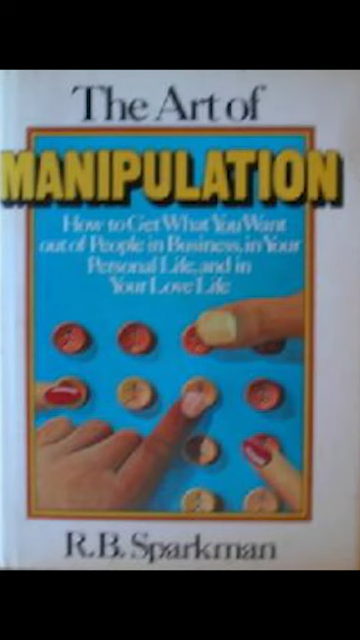 The Art of
MANIPULATION
How to Get What You Want
out of People in Business, in Your
Personal Life, and in
Your Love Life
R.B. Sparkman